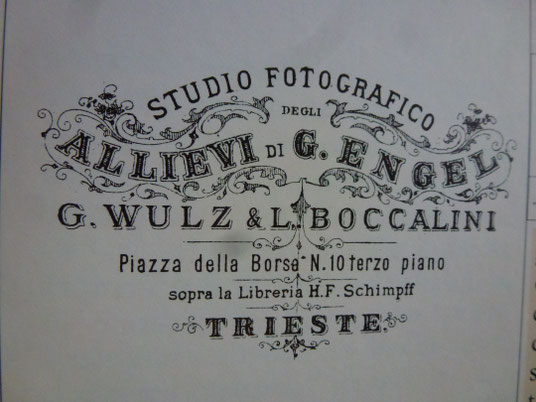 STUDIO FOTOGRAFICO
DEGLI
ALLIEVI DI G. ENGEL
G. WULZ & L. BOCCALINI
Piazza della Borsa N. 10 terzo piano
sopra la Libreria H. F. Schimpff
TRIESTE.